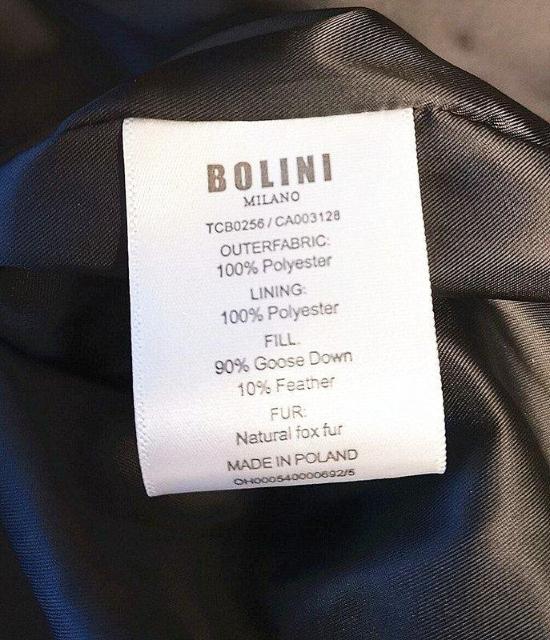 BOLINI
MILANO
TCB0256 / CA003128
OUTERFABRIC:
100% Polyester
LINING:
100% Polyester
FILL.
90% Goose Down
10% Feather
FUR:
Natural fox fur
MADE IN POLAND
OH000540000692/5